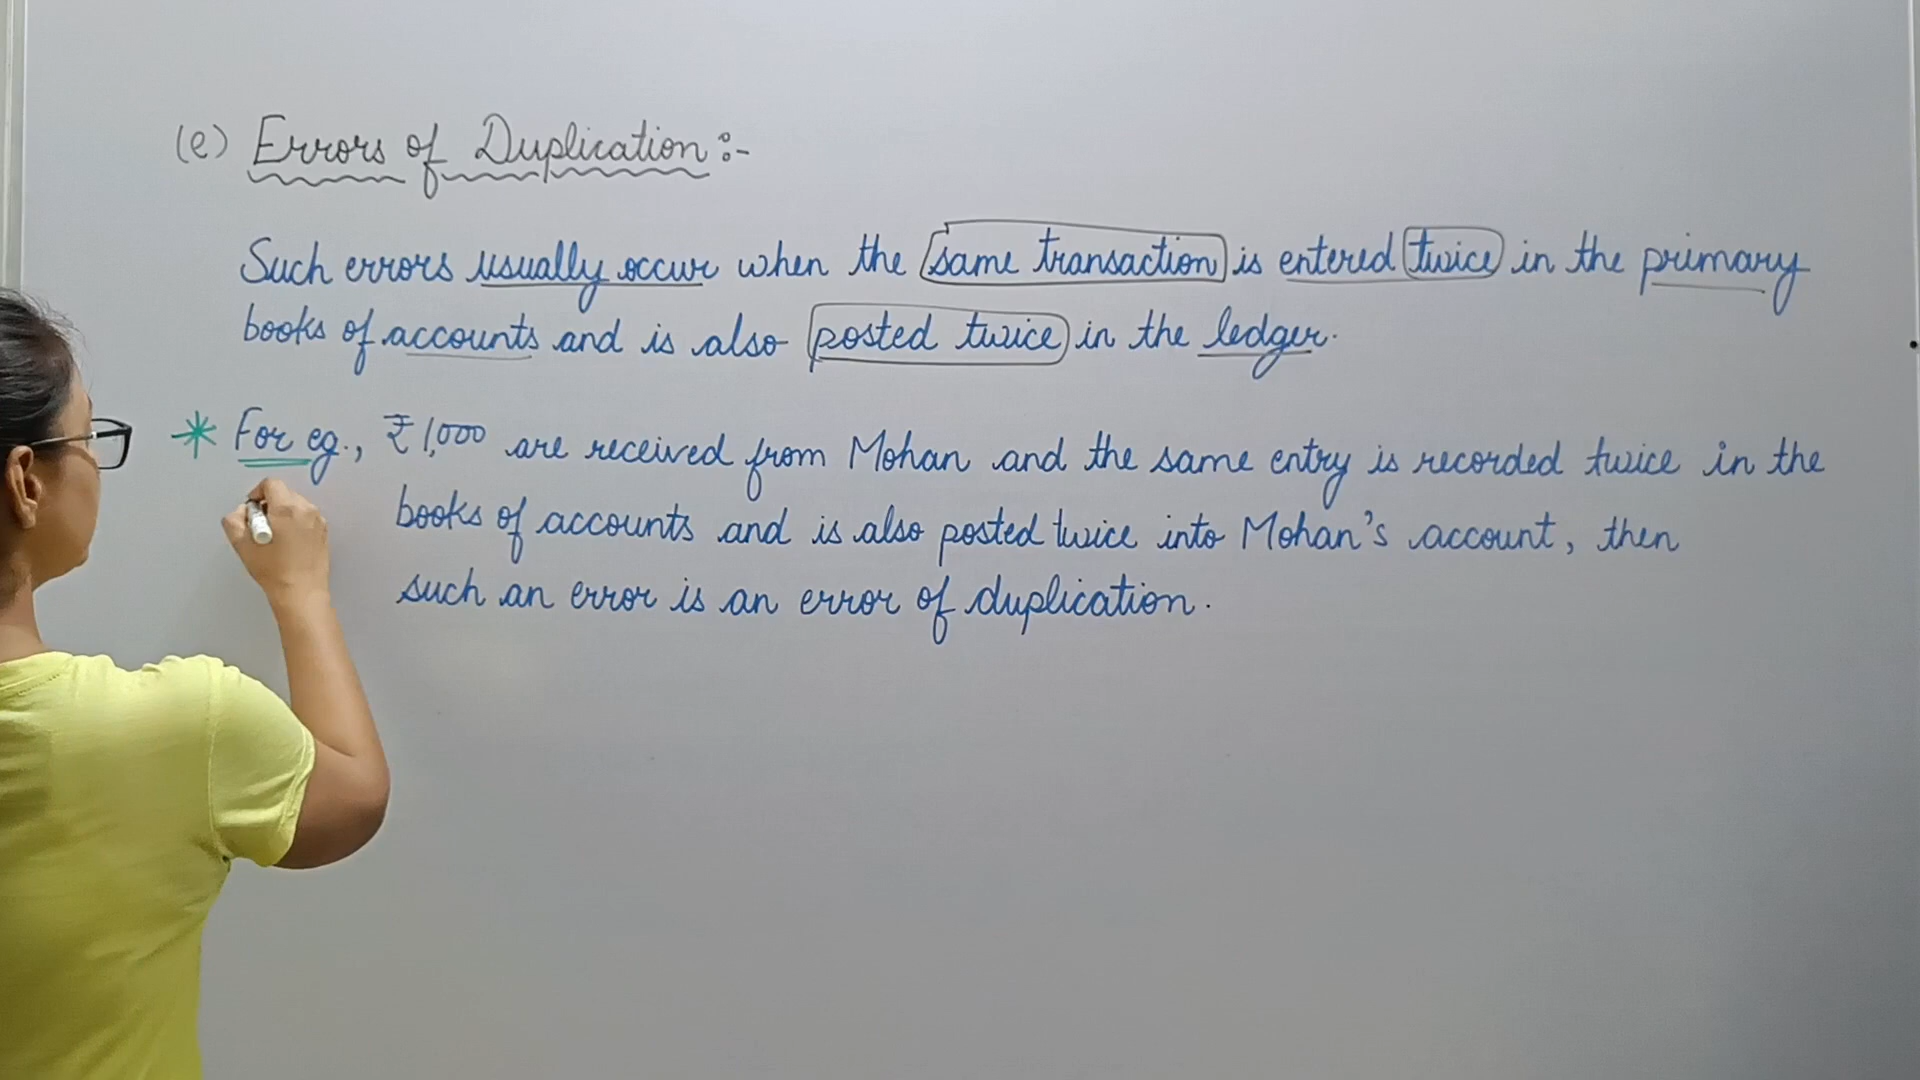 (e) Errors of Duplication :-
Such errors usually occur when the same transaction is entered twice in the primary
books of accounts and is also posted twice in the ledger.
* For eg., ₹1,000 are received from Mohan and the same entry is recorded twice in the
books of accounts and is also posted twice into Mohan's account, then
such an error is an error of duplication.